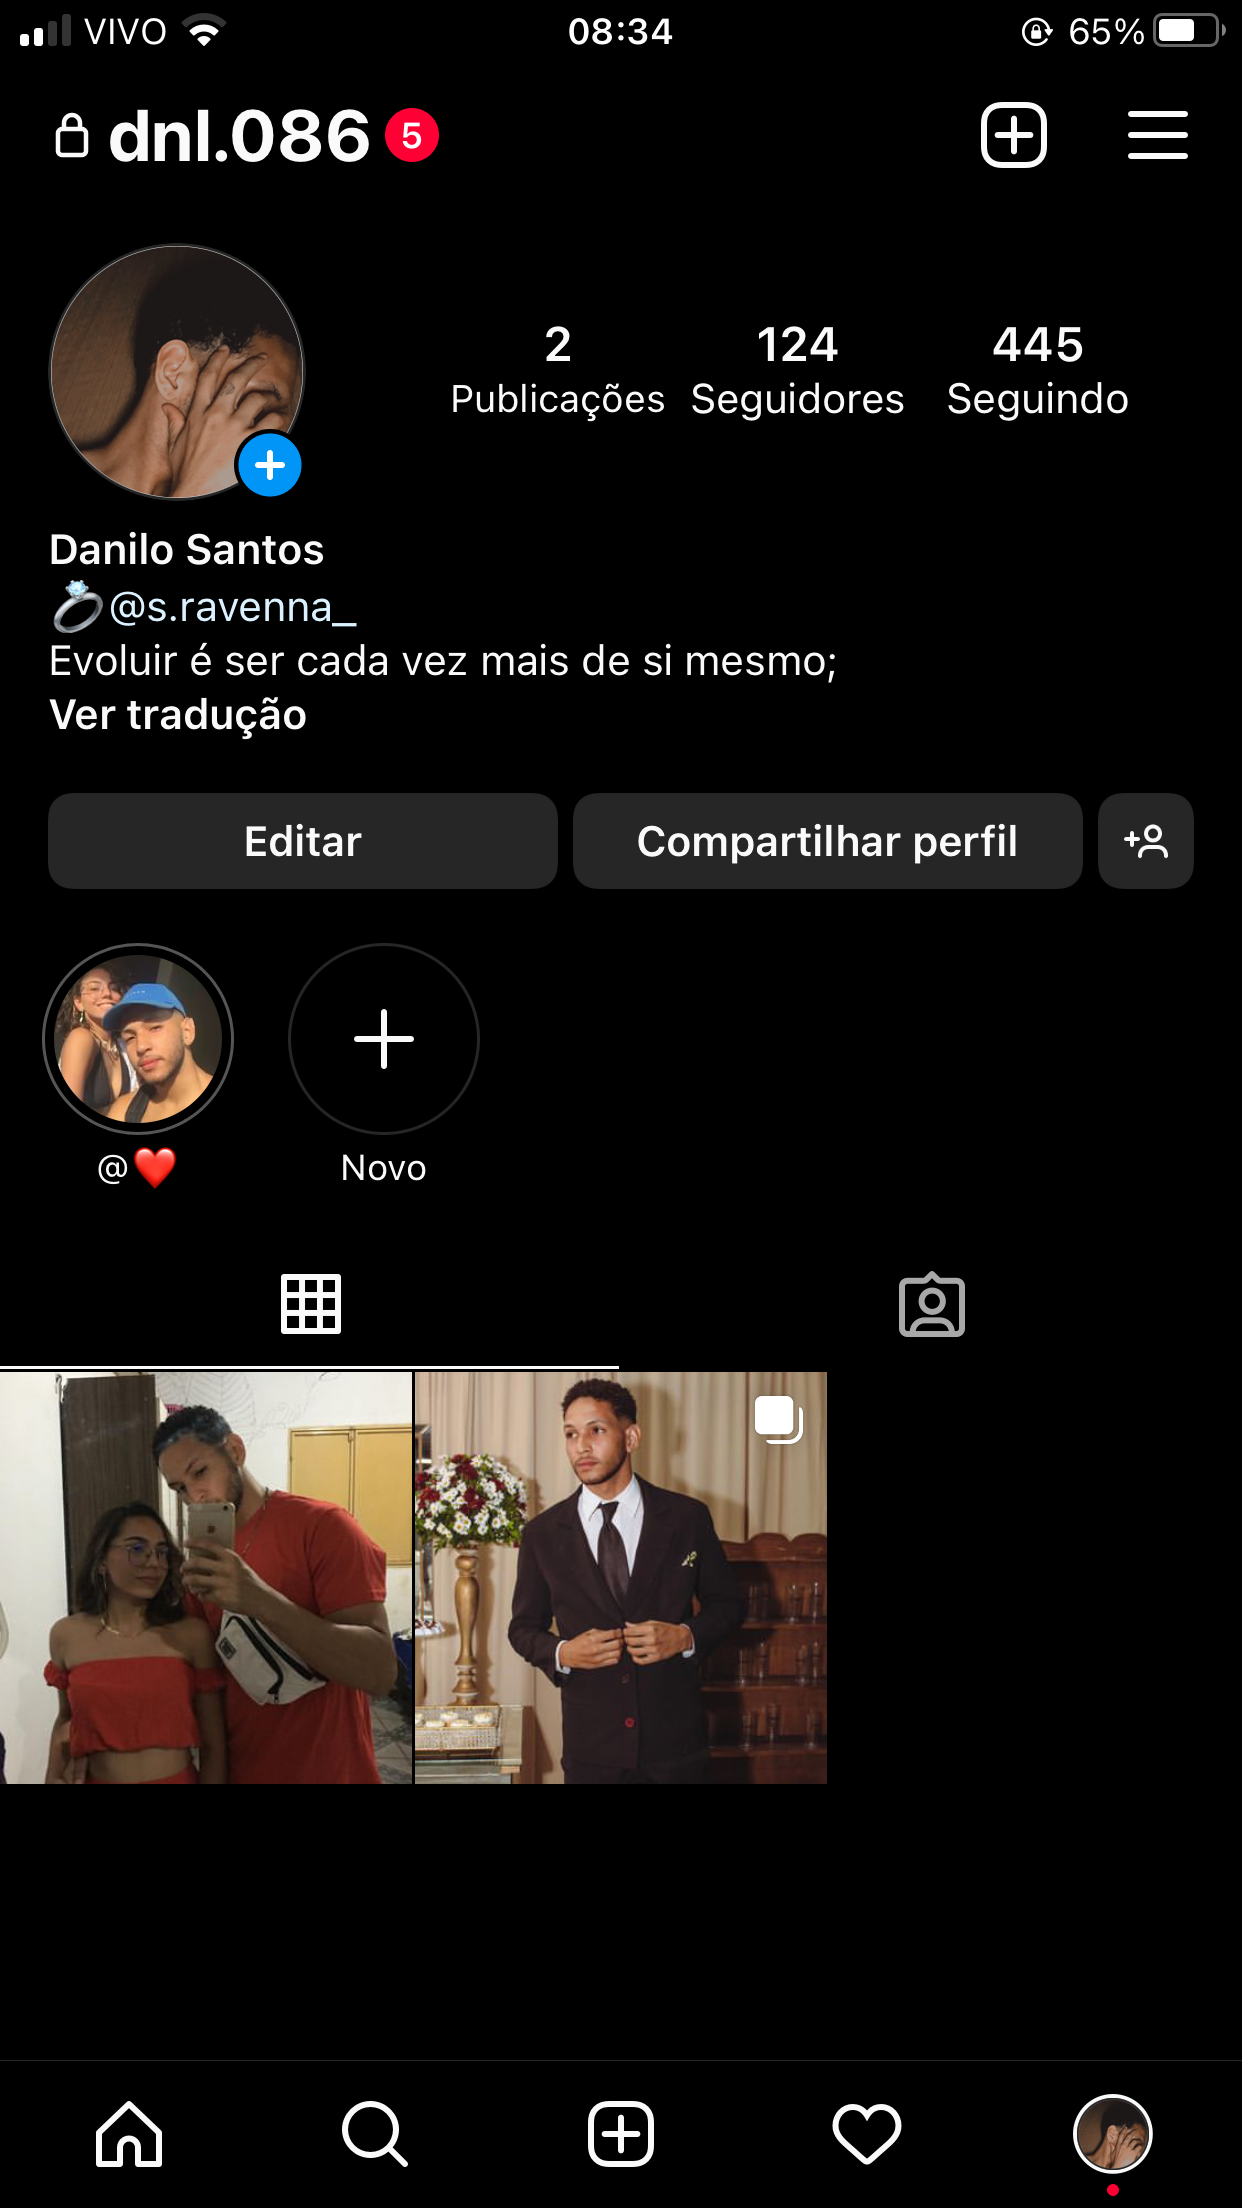 VIVO 08:34 65%
dnl.086 5
2 124 445
Publicações Seguidores Seguindo
Danilo Santos
💍@s.ravenna_
Evoluir é ser cada vez mais de si mesmo;
Ver tradução
Editar Compartilhar perfil
@❤️ Novo